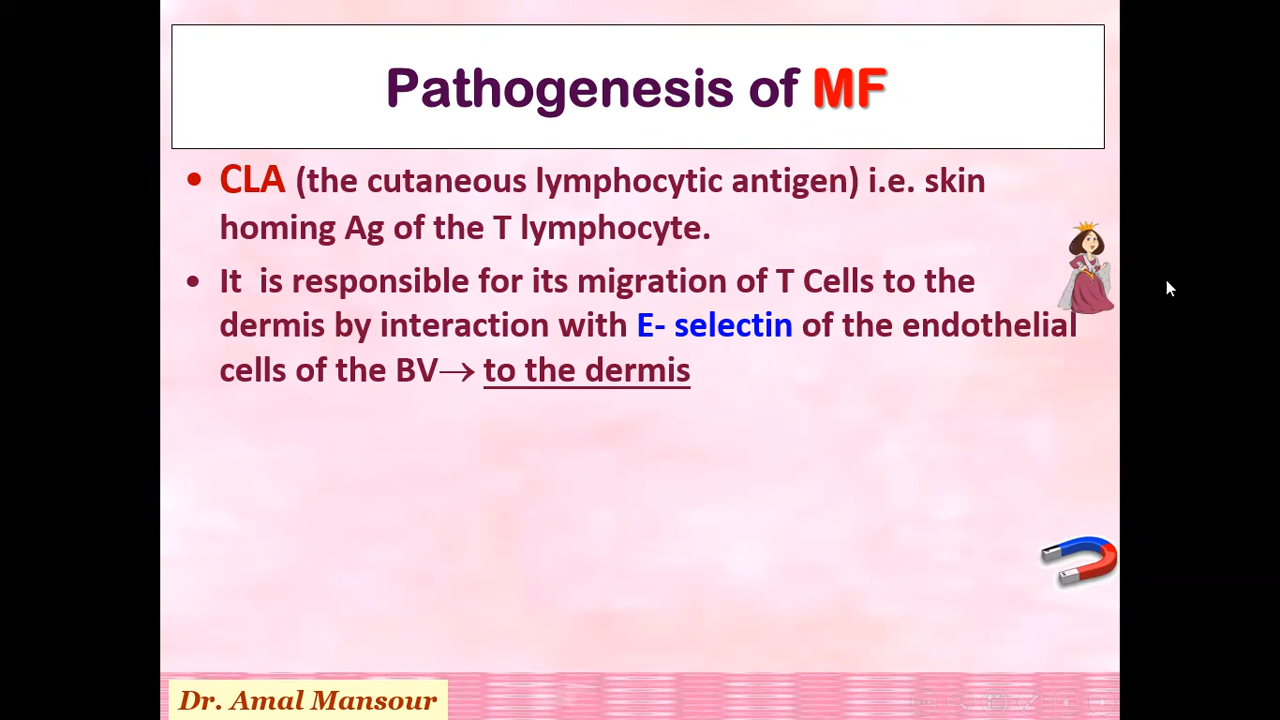 Pathogenesis of MF
• CLA (the cutaneous lymphocytic antigen) i.e. skin
homing Ag of the T lymphocyte.
• It is responsible for its migration of T Cells to the
dermis by interaction with E- selectin of the endothelial
cells of the BV→ to the dermis
Dr. Amal Mansour